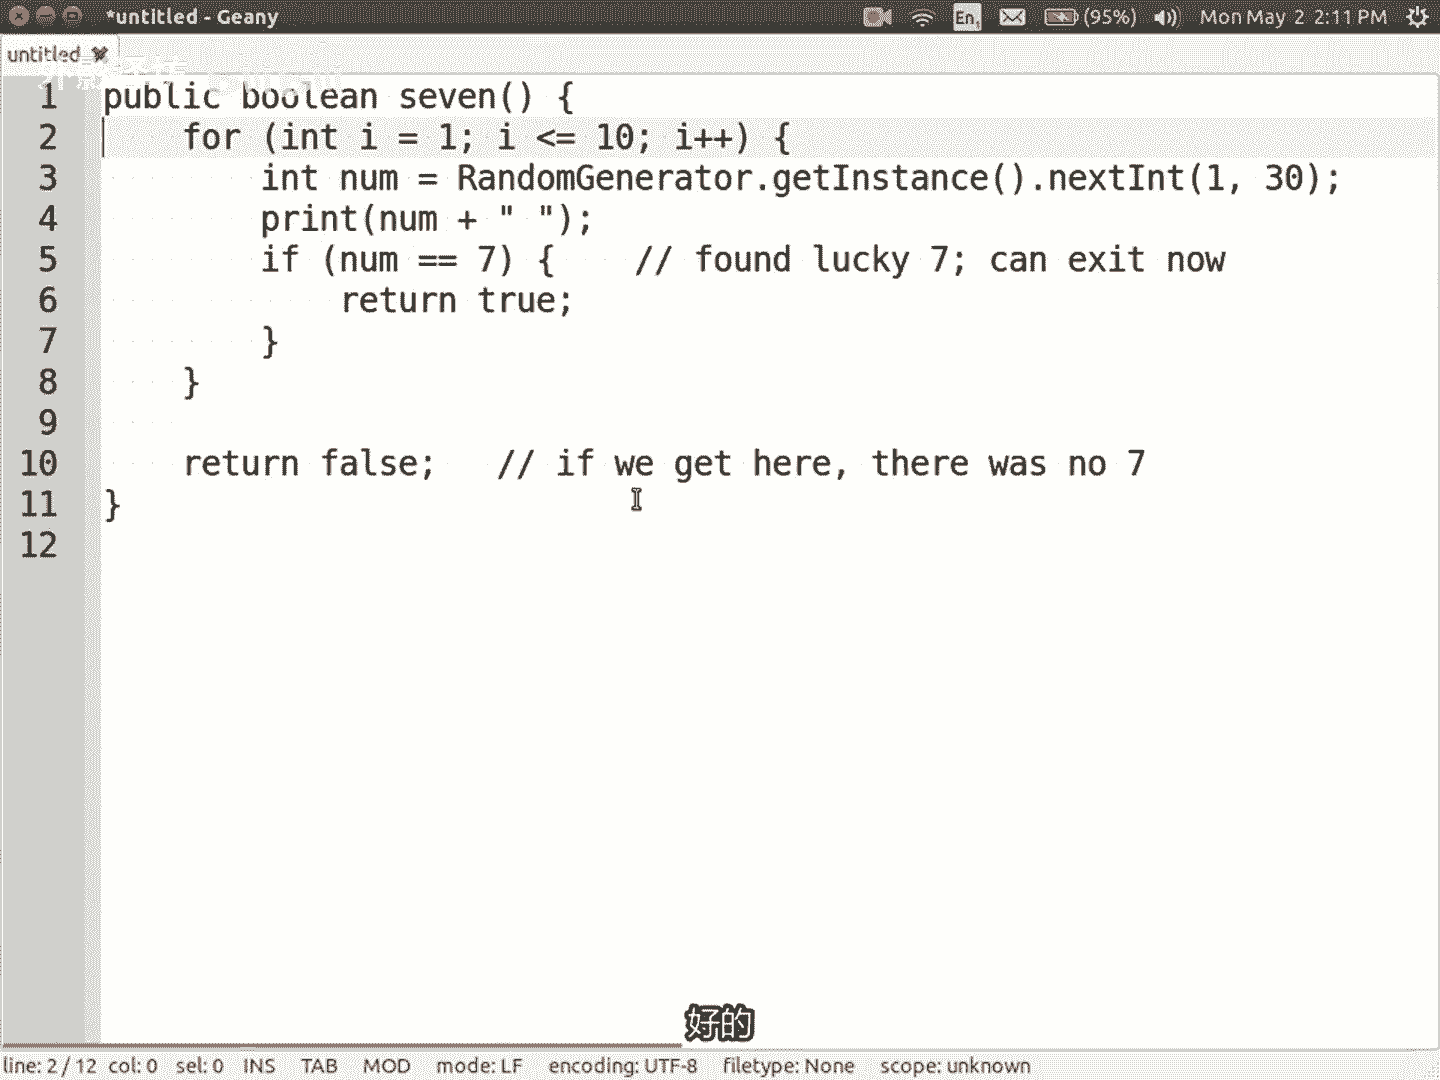 *untitled - Geany
En1 (95%) Mon May 2 2:11 PM
untitled
1 public boolean seven() {
2     for (int i = 1; i <= 10; i++) {
3         int num = RandomGenerator.getInstance().nextInt(1, 30);
4         print(num + " ");
5         if (num == 7) {    // found lucky 7; can exit now
6             return true;
7         }
8     }
9
10     return false;   // if we get here, there was no 7
11 }
12
好的
line: 2 / 12 col: 0 sel: 0 INS TAB MOD mode: LF encoding: UTF-8 filetype: None scope: unknown